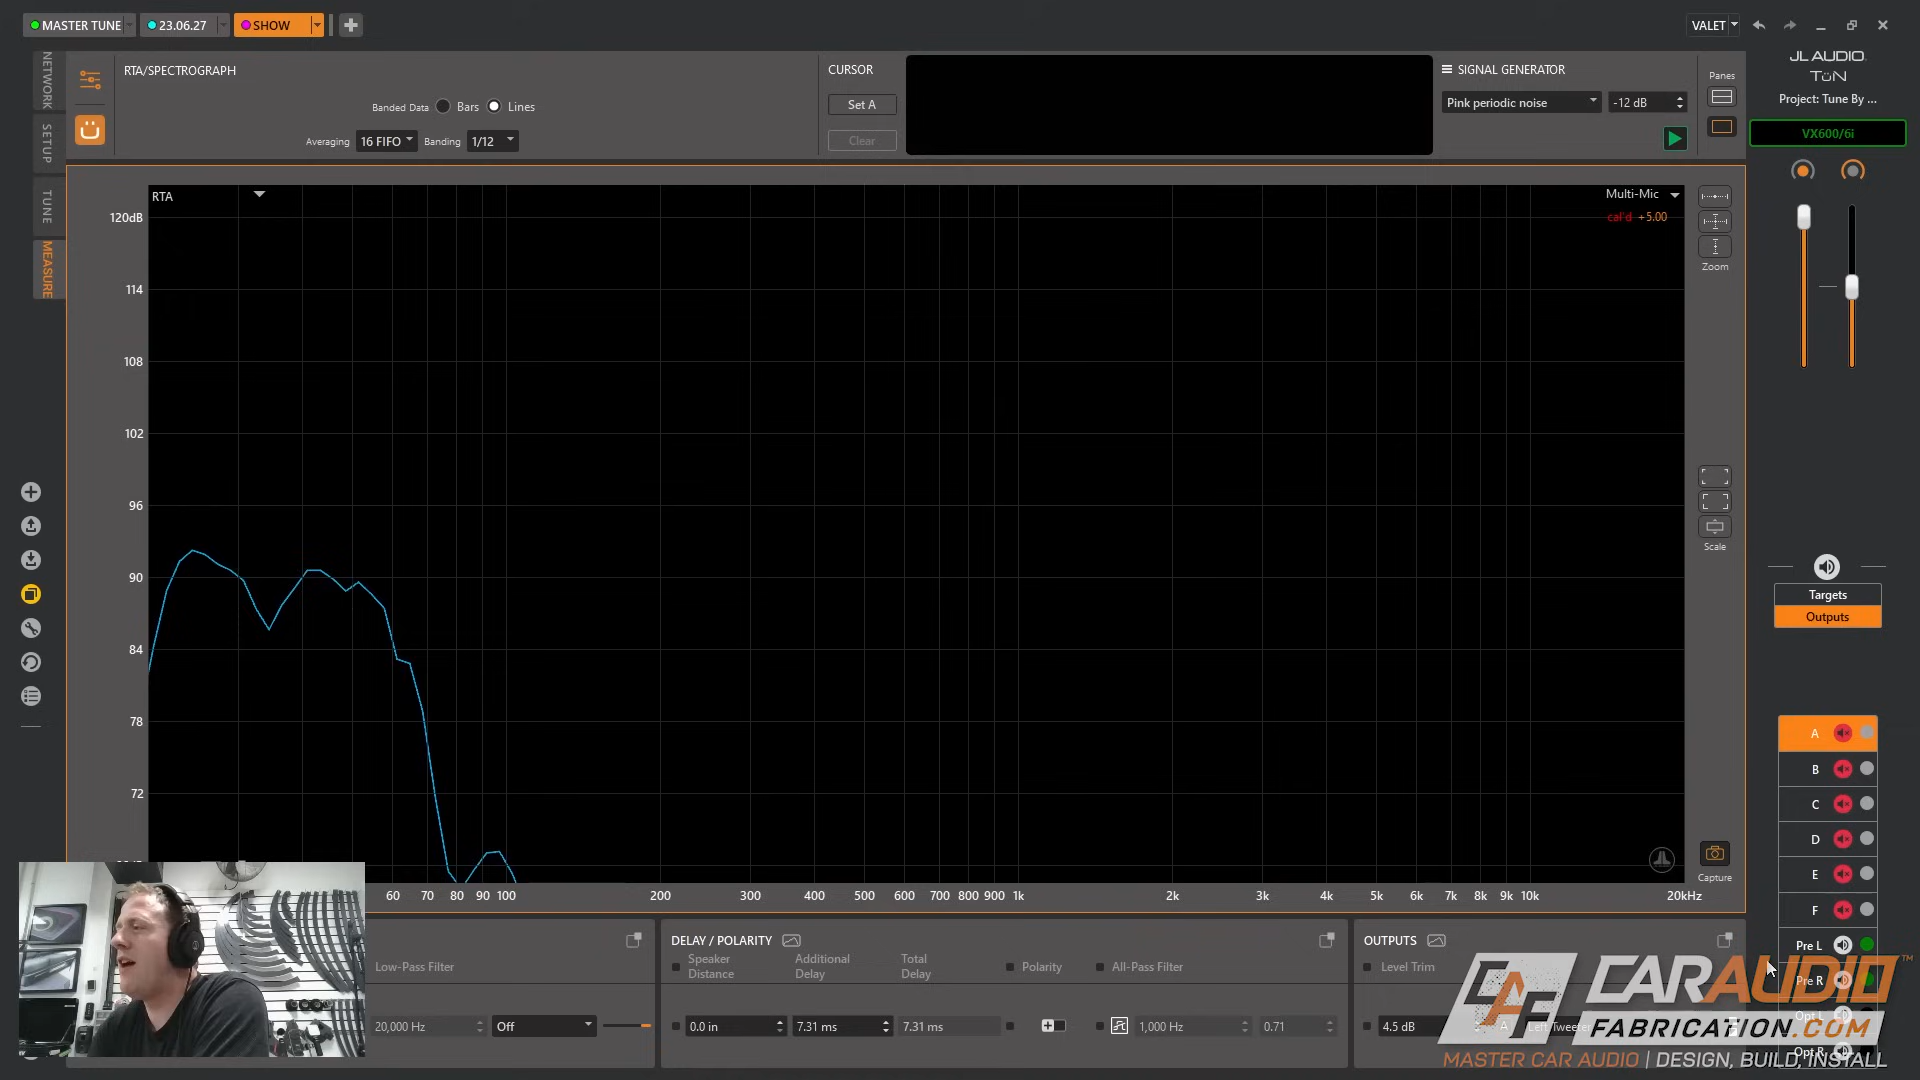 MASTER TUNE
23.06.27
SHOW
VALET
NETWORK
SETUP
TUNE
MEASURE
RTA/SPECTROGRAPH
Banded Data Bars Lines
Averaging 16 FIFO Banding 1/12
CURSOR
Set A
Clear
SIGNAL GENERATOR
Pink periodic noise -12 dB
Panes
JL AUDIO
TüN
Project: Tune By ...
VX600/6i
RTA
Multi-Mic
cal'd +5.00
Zoom
120dB
114
108
102
96
90
84
78
72
Scale
Capture
60 70 80 90 100 200 300 400 500 600 700 800 900 1k 2k 3k 4k 5k 6k 7k 8k 9k 10k 20kHz
Targets
Outputs
A
B
C
D
E
F
Pre L
Pre R
Opt L
Opt R
Low-Pass Filter
20,000 Hz Off
DELAY / POLARITY
Speaker Distance
Additional Delay
Total Delay
Polarity
All-Pass Filter
0.0 in 7.31 ms 7.31 ms 1,000 Hz 0.71
OUTPUTS
Level Trim
4.5 dB A Left Tweeter
CAF
CARAUDIO™
FABRICATION.COM
MASTER CAR AUDIO | DESIGN, BUILD, INSTALL